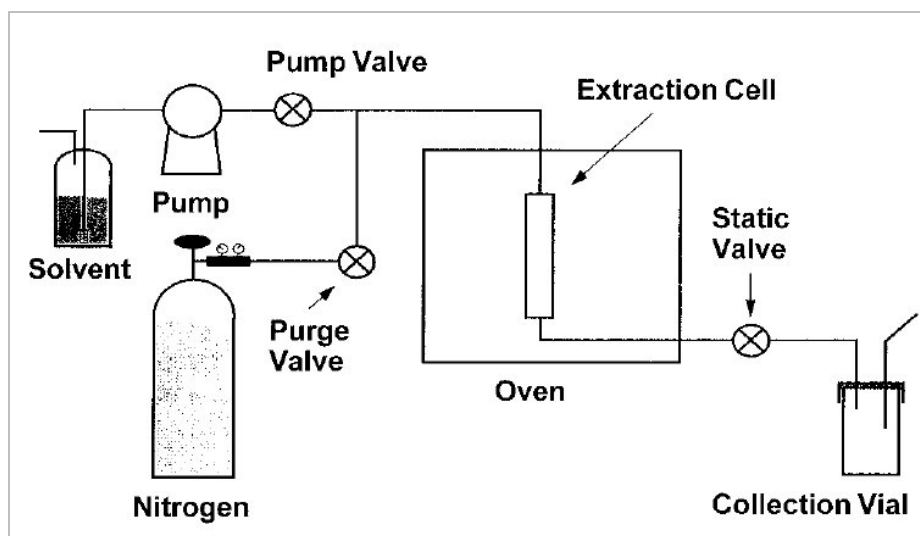 Pump Valve
Extraction Cell
Pump
Static
Valve
Solvent
Purge
Valve
Oven
Nitrogen
Collection Vial